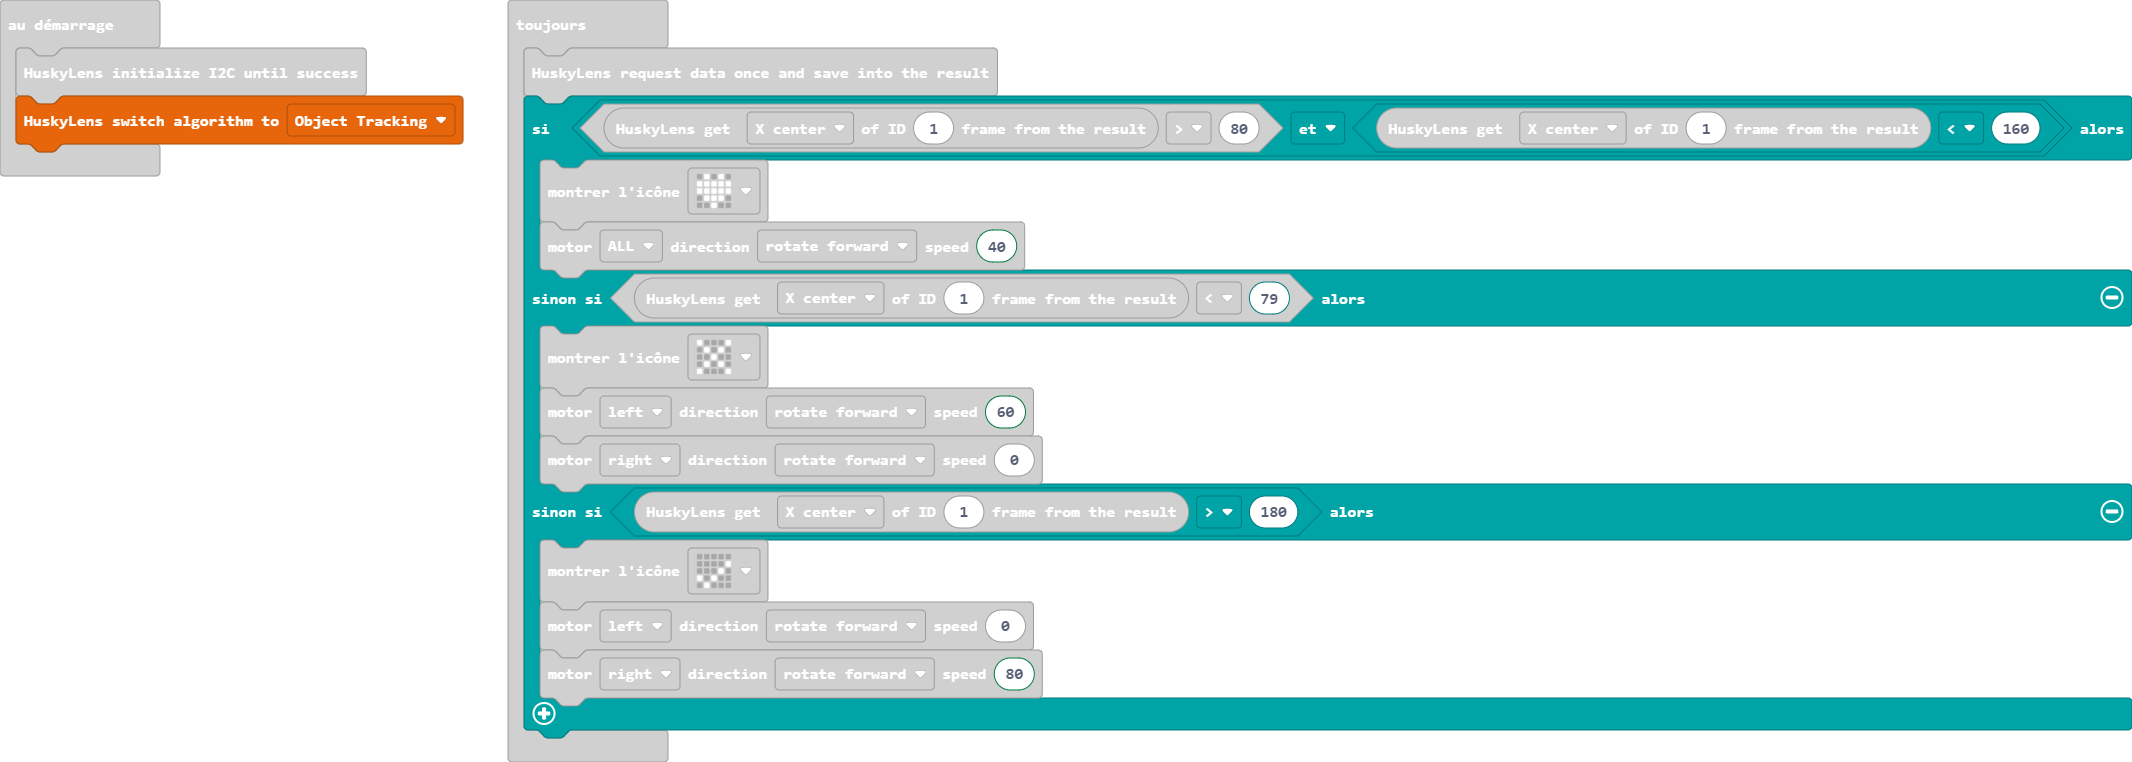 au démarrage
HuskyLens initialize I2C until success
HuskyLens switch algorithm to Object Tracking
toujours
HuskyLens request data once and save into the result
si HuskyLens get X center of ID 1 frame from the result > 80 et HuskyLens get X center of ID 1 frame from the result < 160 alors
montrer l'icône
motor ALL direction rotate forward speed 40
sinon si HuskyLens get X center of ID 1 frame from the result < 79 alors
montrer l'icône
motor left direction rotate forward speed 60
motor right direction rotate forward speed 0
sinon si HuskyLens get X center of ID 1 frame from the result > 180 alors
montrer l'icône
motor left direction rotate forward speed 0
motor right direction rotate forward speed 80